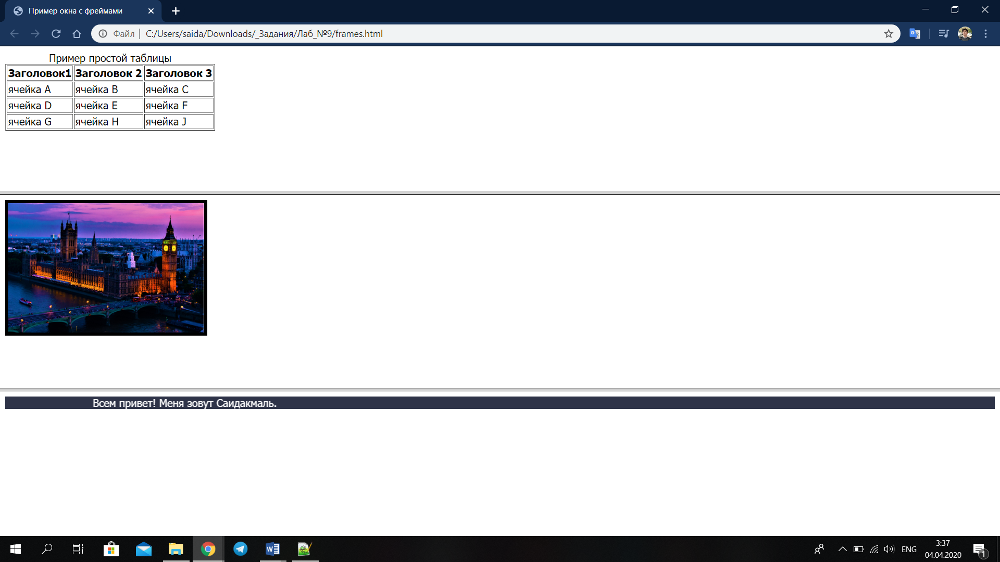 Пример окна с фреймами
Файл | C:/Users/saida/Downloads/_Задания/Лаб_№9/frames.html
Пример простой таблицы
Заголовок1 Заголовок 2 Заголовок 3
ячейка A ячейка B ячейка C
ячейка D ячейка E ячейка F
ячейка G ячейка H ячейка J
Всем привет! Меня зовут Саидакмаль.
ENG
3:37
04.04.2020
1